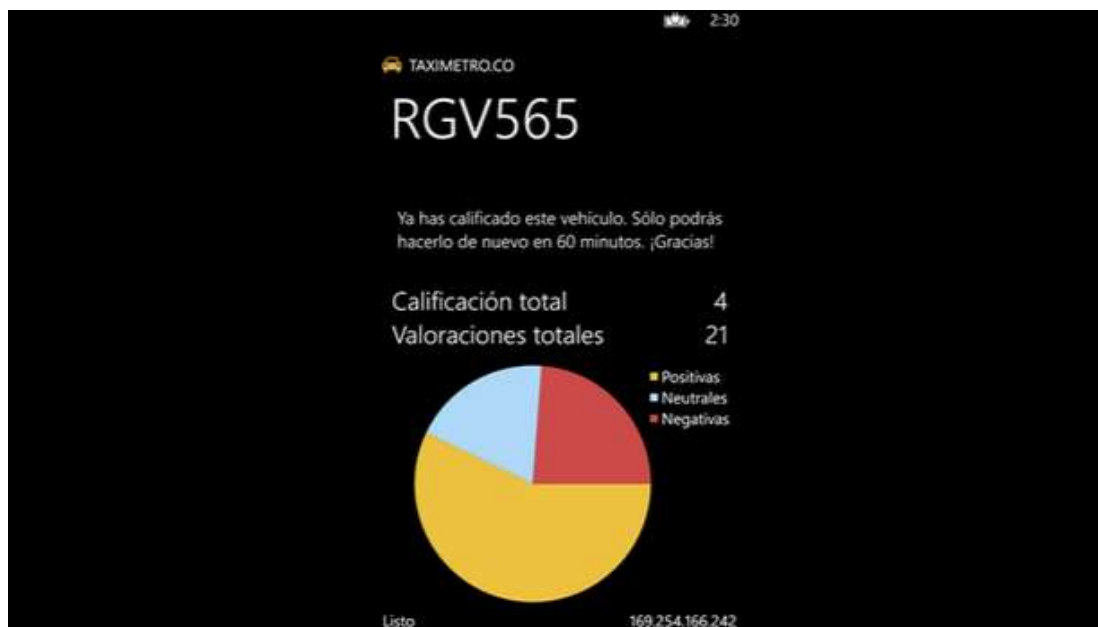 2:30
TAXIMETRO.CO
RGV565
Ya has calificado este vehículo. Sólo podrás
hacerlo de nuevo en 60 minutos. ¡Gracias!
Calificación total 4
Valoraciones totales 21
Positivas
Neutrales
Negativas
Listo 169.254.166.242